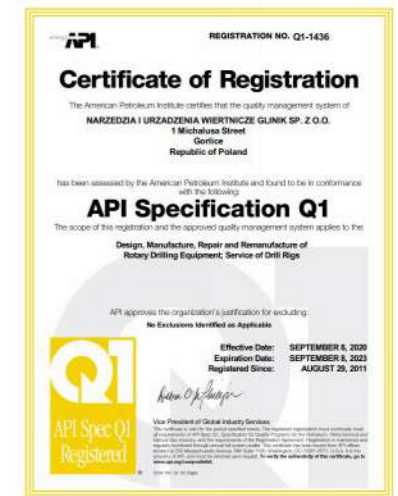 energy API.
REGISTRATION NO. Q1-1436
Certificate of Registration
The American Petroleum Institute certifies that the quality management system of
NARZEDZIA I URZADZENIA WIERTNICZE GLINIK SP. Z O.O.
1 Michalusa Street
Gorlice
Republic of Poland
has been assessed by the American Petroleum Institute and found to be in conformance
with the following:
API Specification Q1
The scope of this registration and the approved quality management system applies to the:
Design, Manufacture, Repair and Remanufacture of
Rotary Drilling Equipment; Service of Drill Rigs
API approves the organization's justification for excluding:
No Exclusions Identified as Applicable
Effective Date: SEPTEMBER 8, 2020
Expiration Date: SEPTEMBER 8, 2023
Registered Since: AUGUST 29, 2011
Q1
API Spec Q1
Registered
Vice President of Global Industry Services